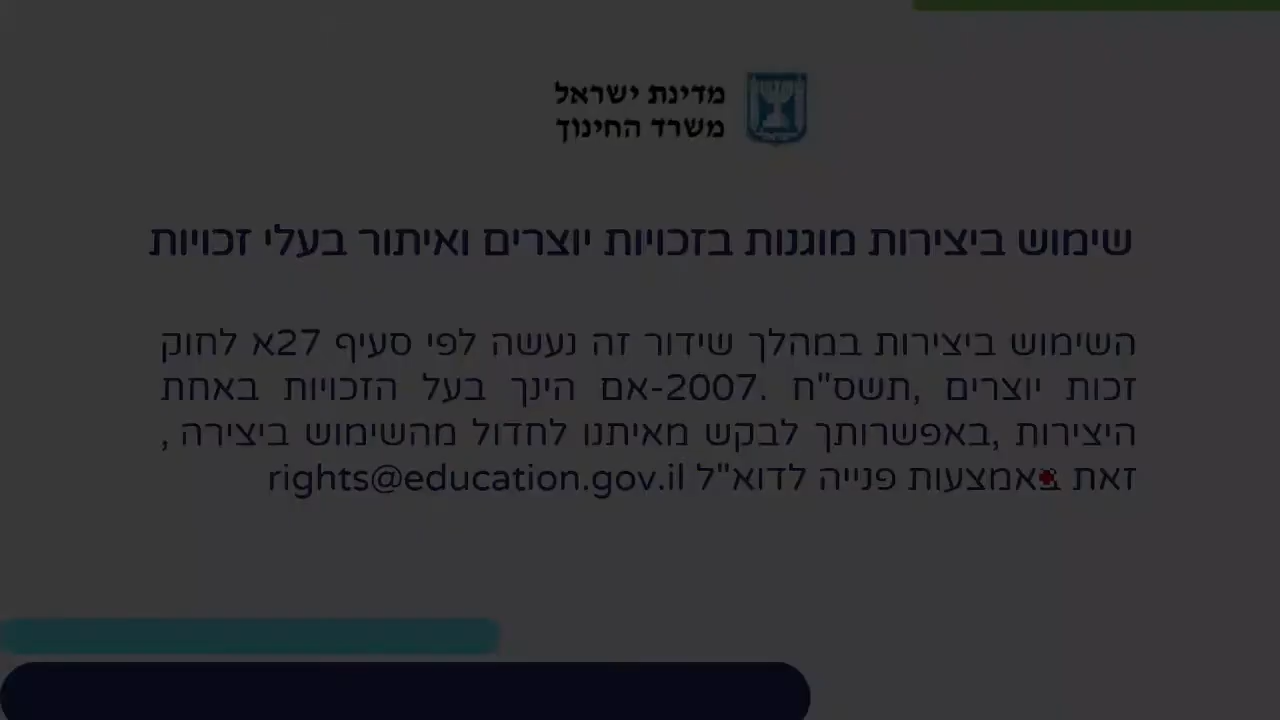 מדינת ישראל
משרד החינוך
שימוש ביצירות מוגנות בזכויות יוצרים ואיתור בעלי זכויות
השימוש ביצירות במהלך שידור זה נעשה לפי סעיף 27א לחוק
זכות יוצרים ,תשס"ח .2007-אם הינך בעל הזכויות באחת
היצירות ,באפשרותך לבקש מאיתנו לחדול מהשימוש ביצירה ,
זאת באמצעות פנייה לדוא"ל rights@education.gov.il